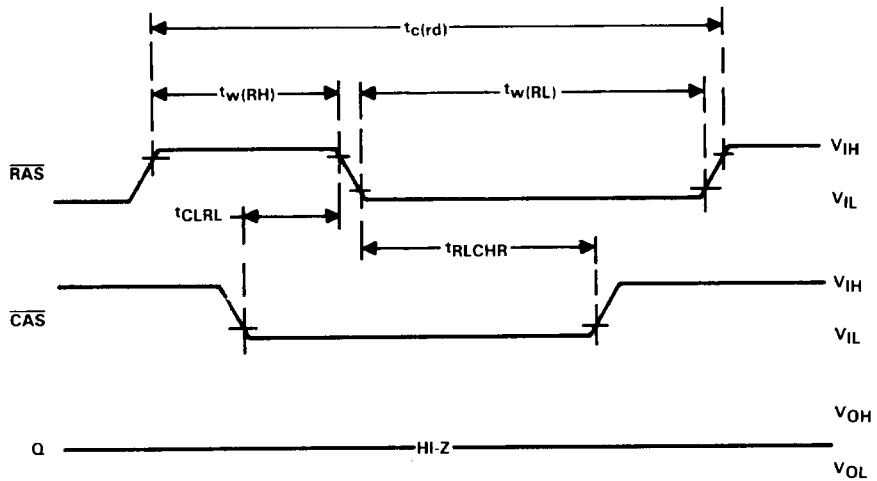 tc(rd)
tw(RH)
tw(RL)
RAS
VIH
VIL
tCLRL
tRLCHR
CAS
VIH
VIL
VOH
Q
HI-Z
VOL